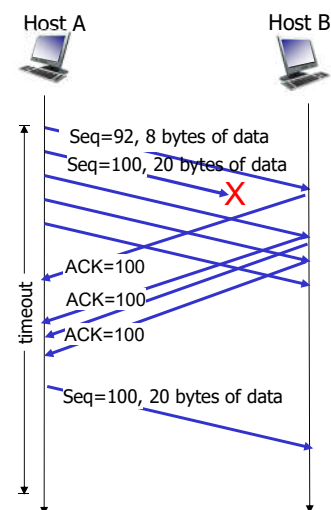 Host A
Host B
Seq=92, 8 bytes of data
Seq=100, 20 bytes of data
X
timeout
ACK=100
ACK=100
ACK=100
Seq=100, 20 bytes of data